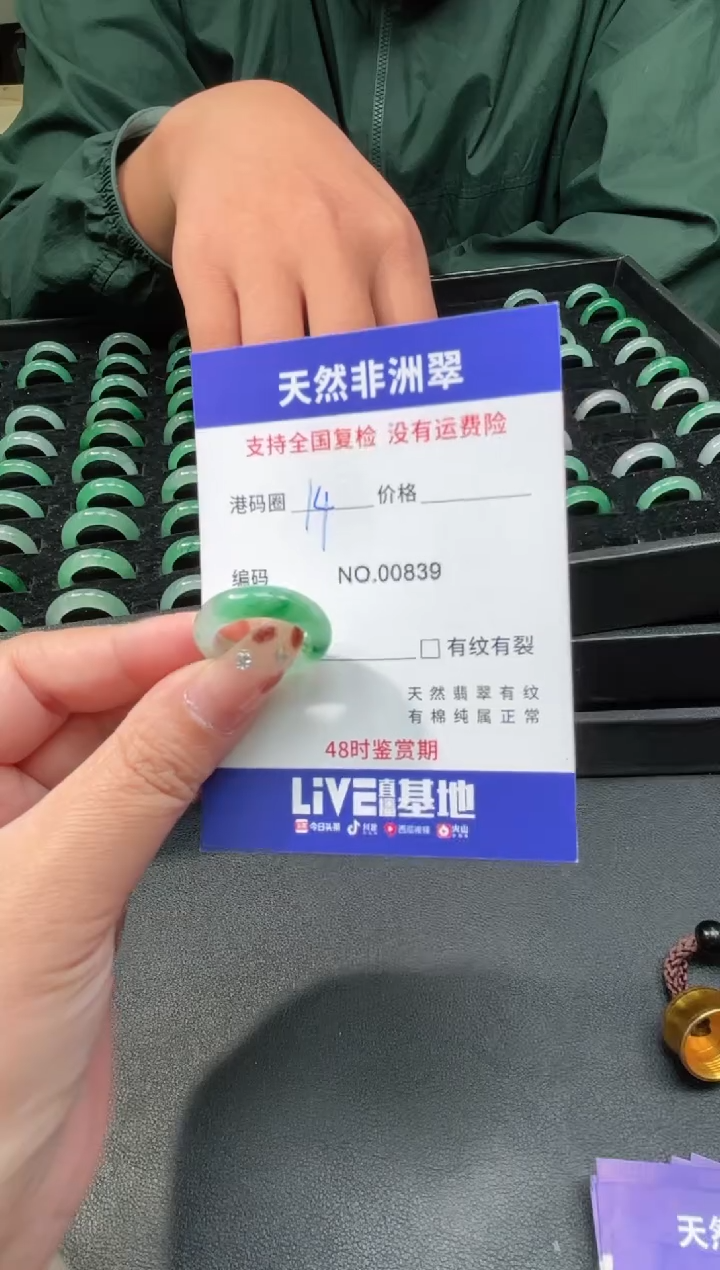 天然非洲翠
支持全国复检 没有运费险
港码圈 14 价格
编码 NO.00839
有纹有裂
天然翡翠有纹
有棉纯属正常
48时鉴赏期
LiVE直播基地
今日头条 抖音 西瓜视频 火山
天然